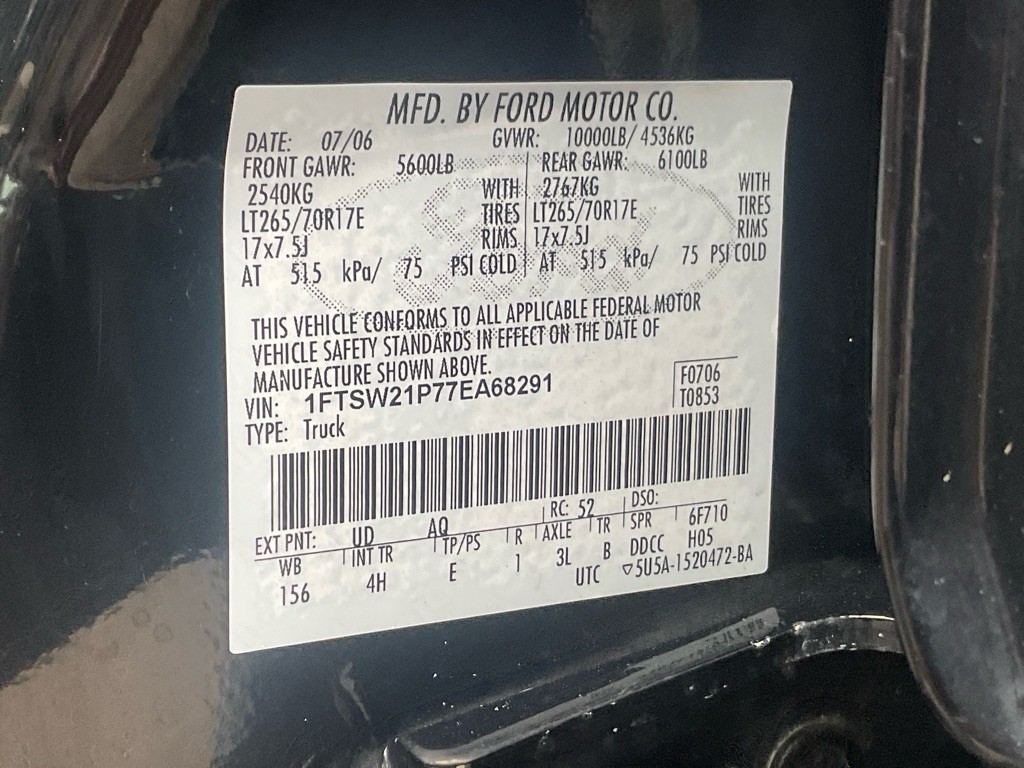 MFD. BY FORD MOTOR CO.
DATE: 07/06 GVWR: 10000LB/ 4536KG
FRONT GAWR: 5600LB REAR GAWR: 6100LB
2540KG WITH 2767KG WITH
LT265/70R17E TIRES LT265/70R17E TIRES
17x7.5J RIMS 17x7.5J RIMS
AT 515 kPa/ 75 PSI COLD AT 515 kPa/ 75 PSI COLD
THIS VEHICLE CONFORMS TO ALL APPLICABLE FEDERAL MOTOR
VEHICLE SAFETY STANDARDS IN EFFECT ON THE DATE OF
MANUFACTURE SHOWN ABOVE.
VIN: 1FTSW21P77EA68291 F0706
TYPE: Truck T0853
EXT PNT: UD AQ RC: 52 DSO:
WB INT TR TP/PS R AXLE TR SPR 6F710
156 4H E 1 3L B DDCC H05
UTC ▽5U5A-1520472-BA